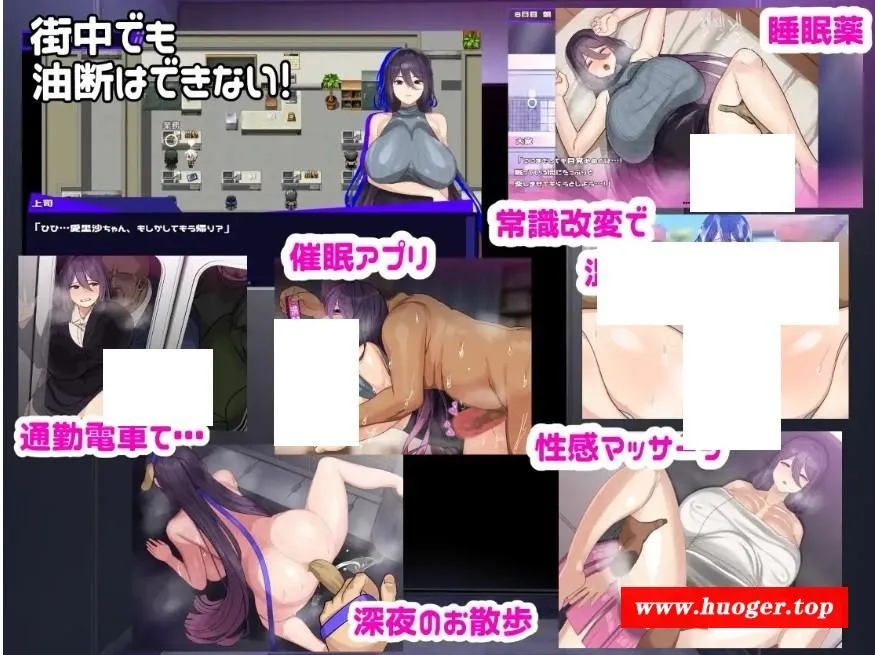 街中でも
油断はできない!
睡眠薬
上司
「ひひ…愛里沙ちゃん、もしかしてもう帰り?」
常識改変で
催眠アプリ
通勤電車で…
性感マッサージ
深夜のお散歩
www.huoger.top